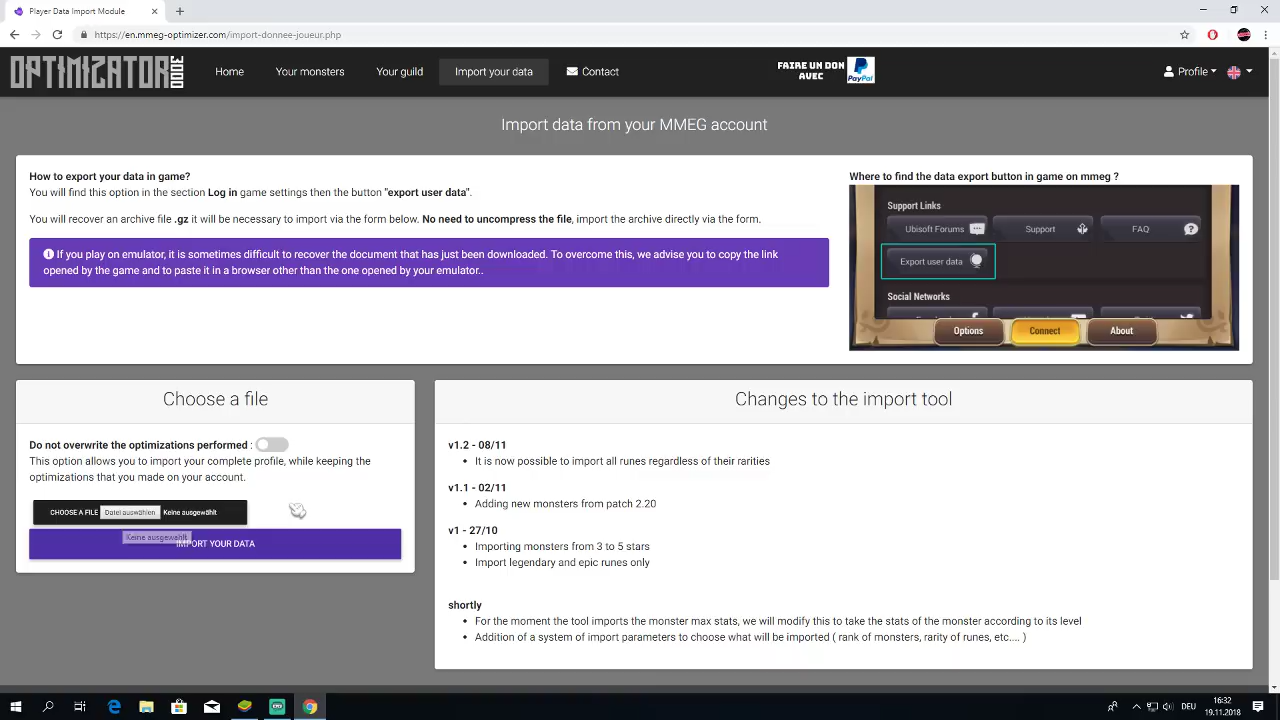 Player Data Import Module
https://en.mmeg-optimizer.com/import-donnee-joueur.php
OPTIMIZATOR 3000
Home
Your monsters
Your guild
Import your data
Contact
FAIRE UN DON
AVEC
PayPal
Profile
Import data from your MMEG account
How to export your data in game?
You will find this option in the section Log in game settings then the button "export user data".
You will recover an archive file .gz it will be necessary to import via the form below. No need to uncompress the file, import the archive directly via the form.
If you play on emulator, it is sometimes difficult to recover the document that has just been downloaded. To overcome this, we advise you to copy the link
opened by the game and to paste it in a browser other than the one opened by your emulator..
Where to find the data export button in game on mmeg ?
Support Links
Ubisoft Forums
Support
FAQ
Export user data
Social Networks
Options
Connect
About
Choose a file
Do not overwrite the optimizations performed :
This option allows you to import your complete profile, while keeping the
optimizations that you made on your account.
CHOOSE A FILE Datei auswählen Keine ausgewählt
Keine ausgewählt
IMPORT YOUR DATA
Changes to the import tool
v1.2 - 08/11
It is now possible to import all runes regardless of their rarities
v1.1 - 02/11
Adding new monsters from patch 2.20
v1 - 27/10
Importing monsters from 3 to 5 stars
Import legendary and epic runes only
shortly
For the moment the tool imports the monster max stats, we will modify this to take the stats of the monster according to its level
Addition of a system of import parameters to choose what will be imported ( rank of monsters, rarity of runes, etc.... )
DEU
16:32
19.11.2018